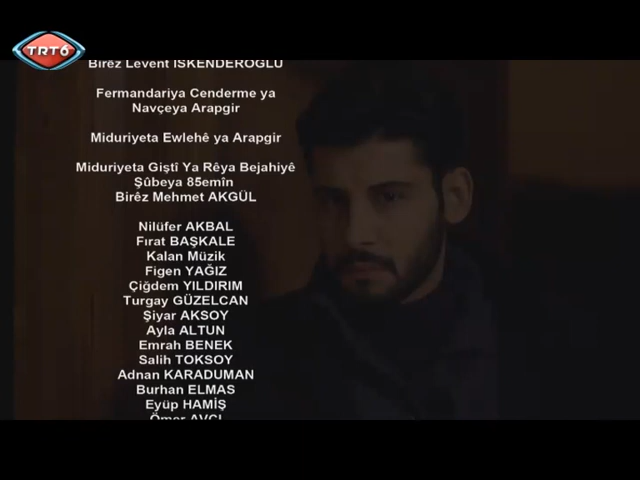 TRT6
Birêz Levent İSKENDEROĞLU
Fermandariya Cenderme ya
Navçeya Arapgir
Miduriyeta Ewlehê ya Arapgir
Miduriyeta Giştî Ya Rêya Bejahiyê
Şûbeya 85emîn
Birêz Mehmet AKGÜL
Nilüfer AKBAL
Fırat BAŞKALE
Kalan Müzik
Figen YAĞIZ
Çiğdem YILDIRIM
Turgay GÜZELCAN
Şiyar AKSOY
Ayla ALTUN
Emrah BENEK
Salih TOKSOY
Adnan KARADUMAN
Burhan ELMAS
Eyüp HAMİŞ
Ömer AVCI